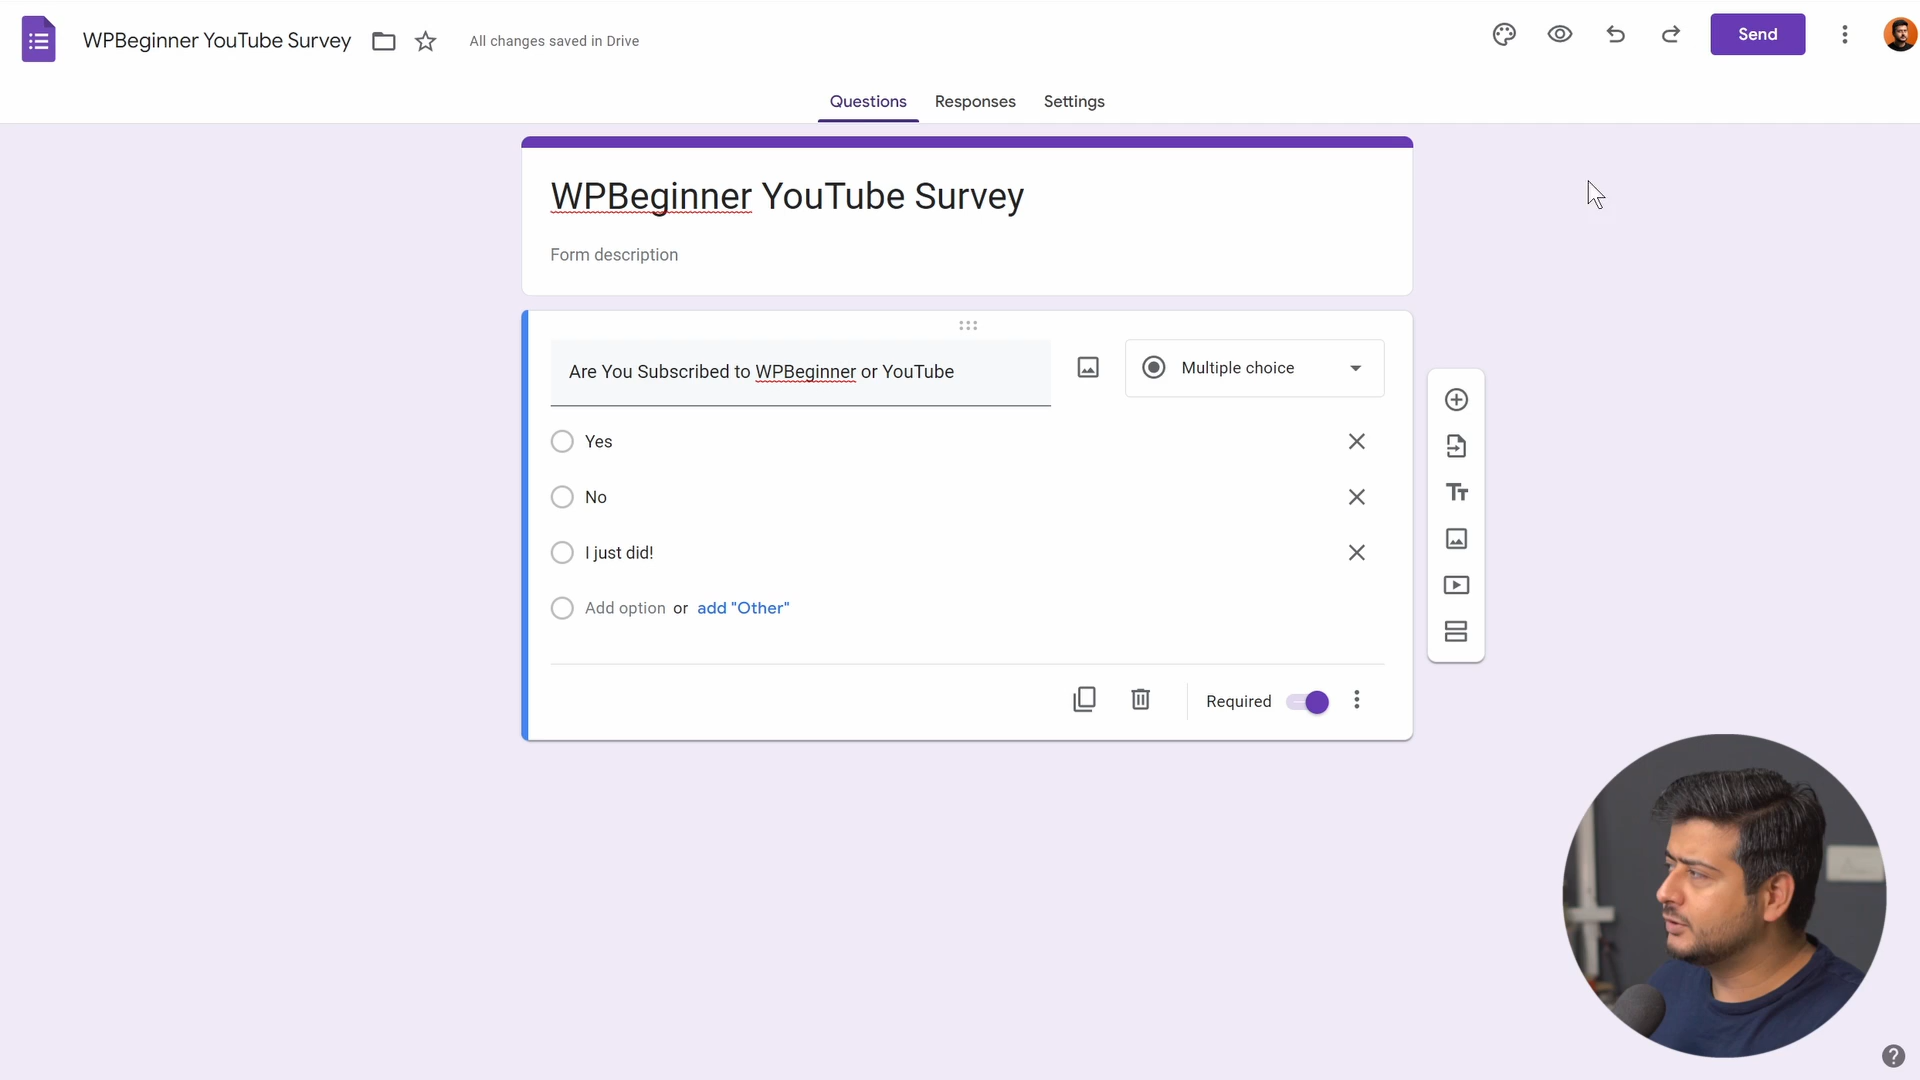 WPBeginner YouTube Survey
All changes saved in Drive
Send
Questions Responses Settings
WPBeginner YouTube Survey
Form description
Are You Subscribed to WPBeginner or YouTube
Multiple choice
Yes
No
I just did!
Add option or add "Other"
Required